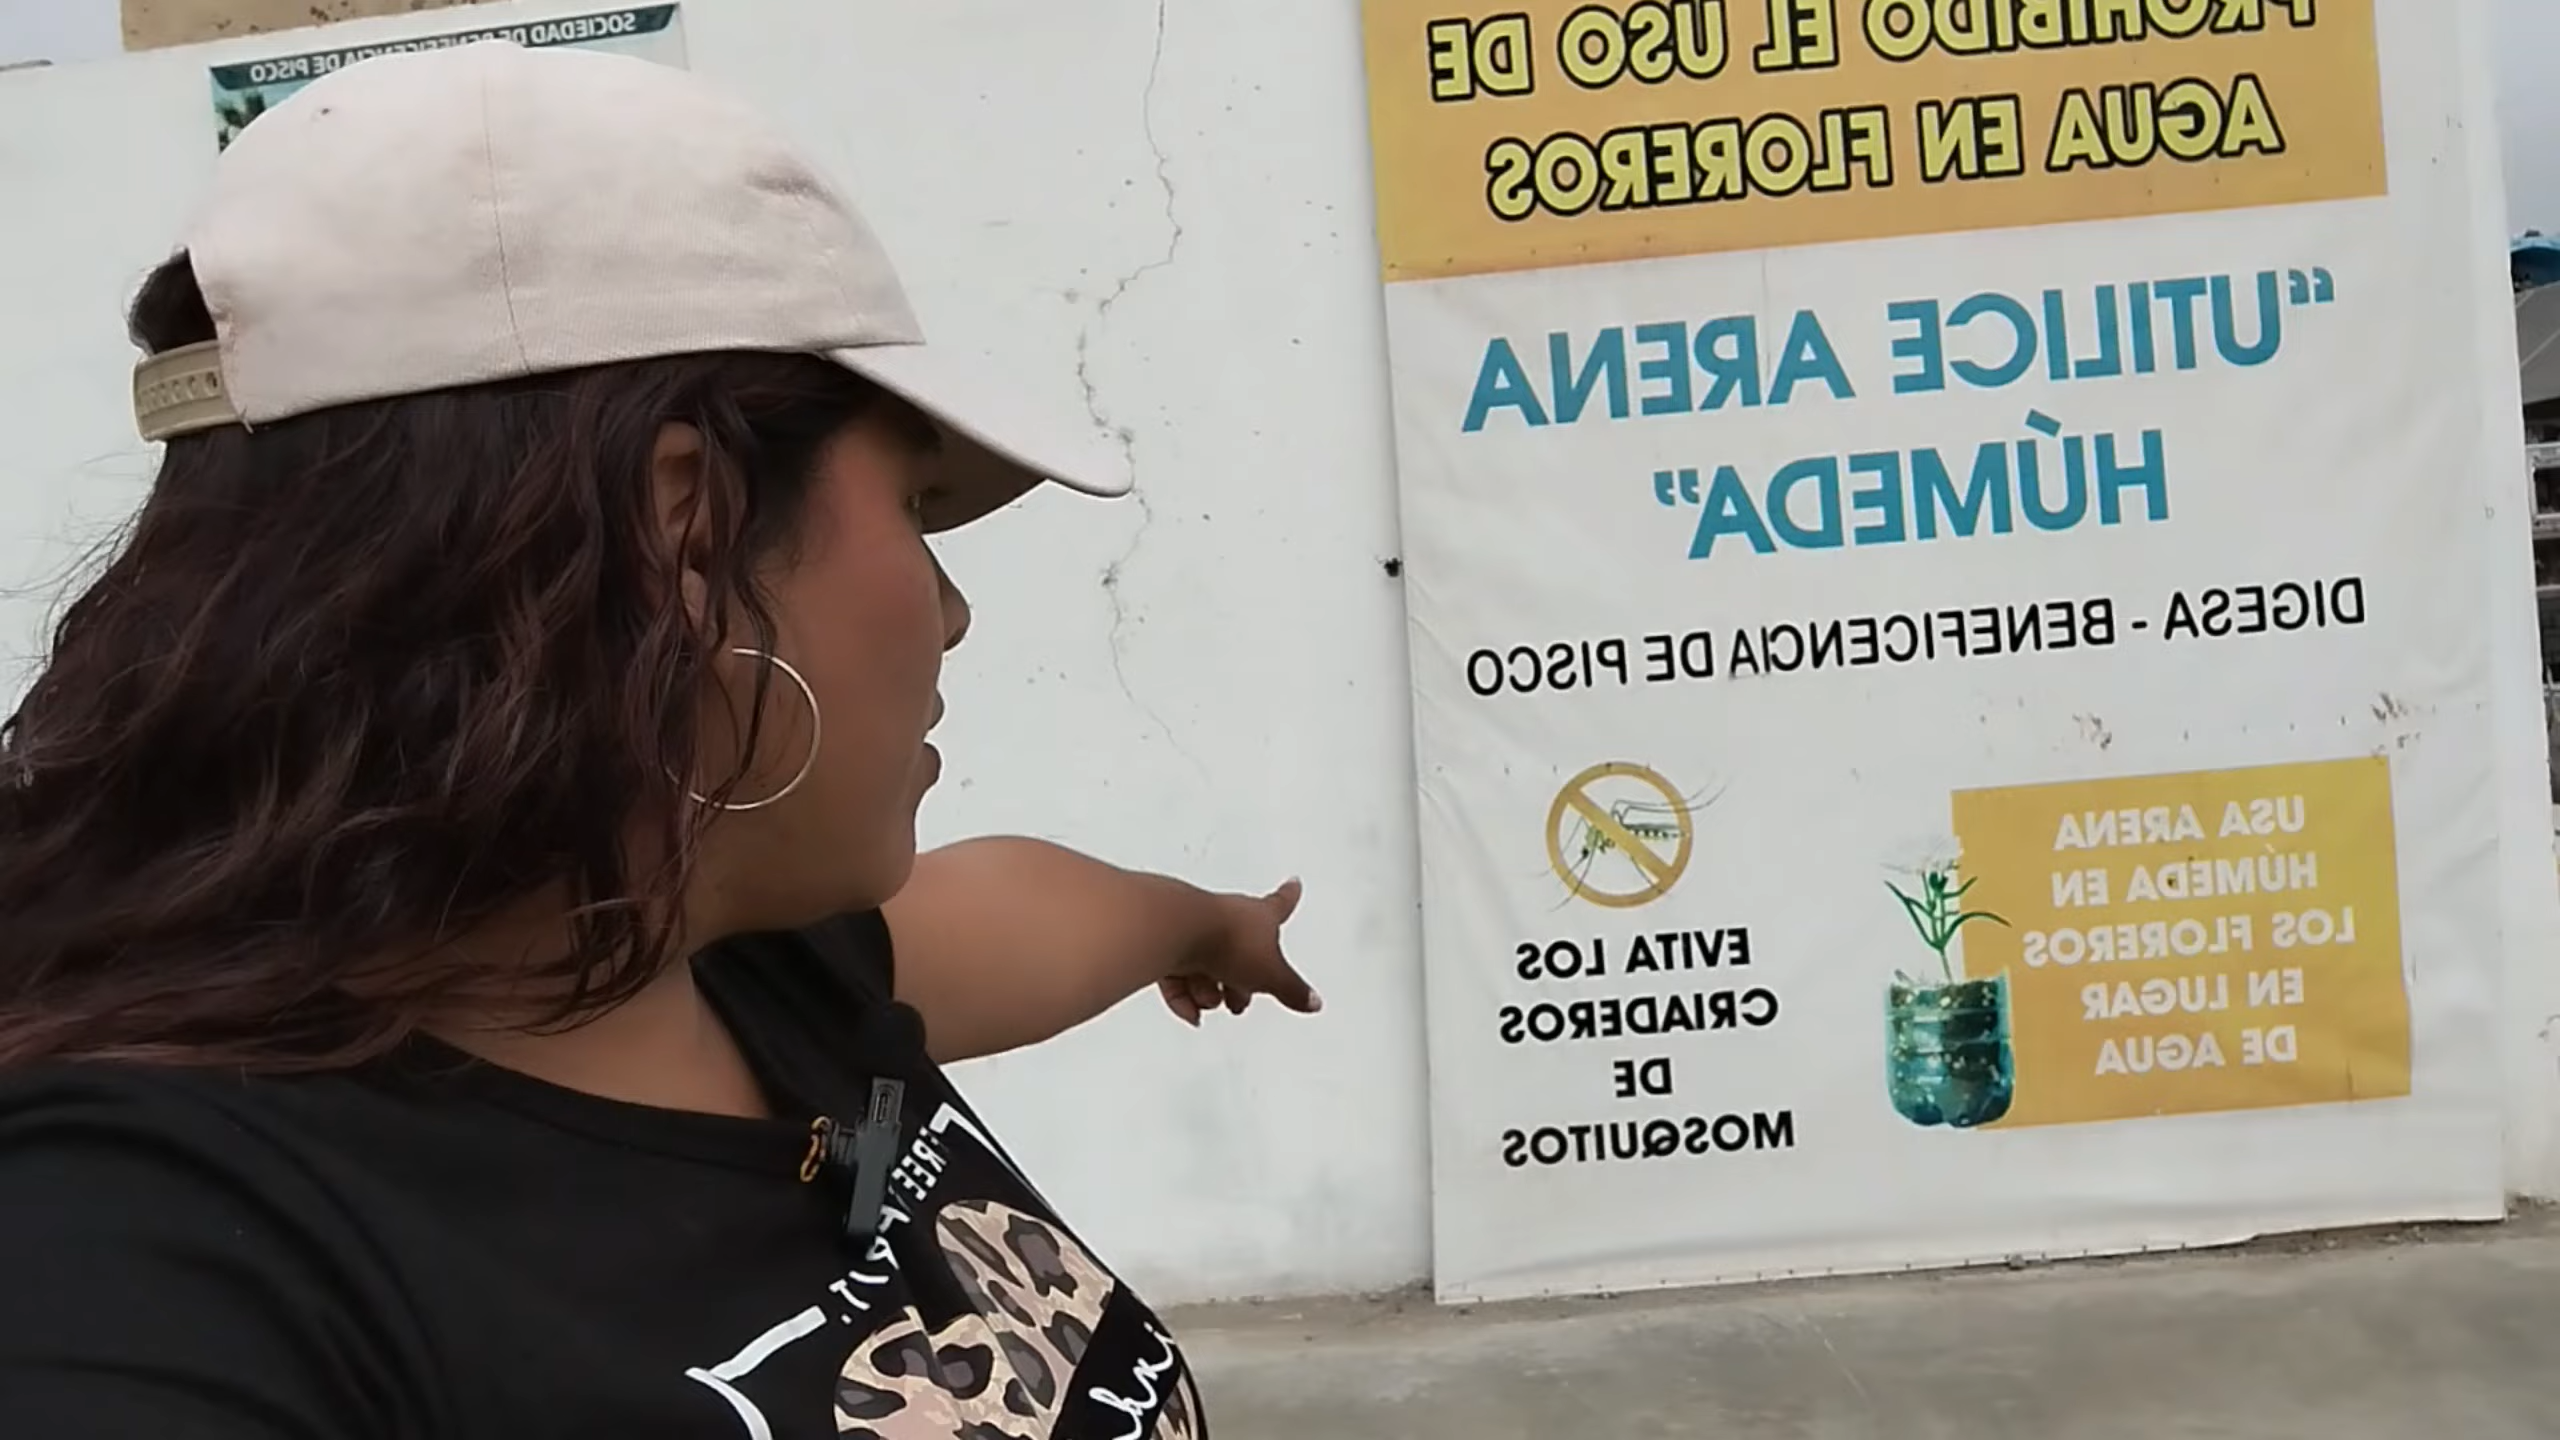 SOCIEDAD DE BENEFICENCIA DE PISCO
PROHIBIDO EL USO DE
AGUA EN FLOREROS
“UTILICE ARENA
HÚMEDA”
DIGESA - BENEFICENCIA DE PISCO
EVITA LOS
CRIADEROS
DE
MOSQUITOS
USA ARENA
HÚMEDA EN
LOS FLOREROS
EN LUGAR
DE AGUA